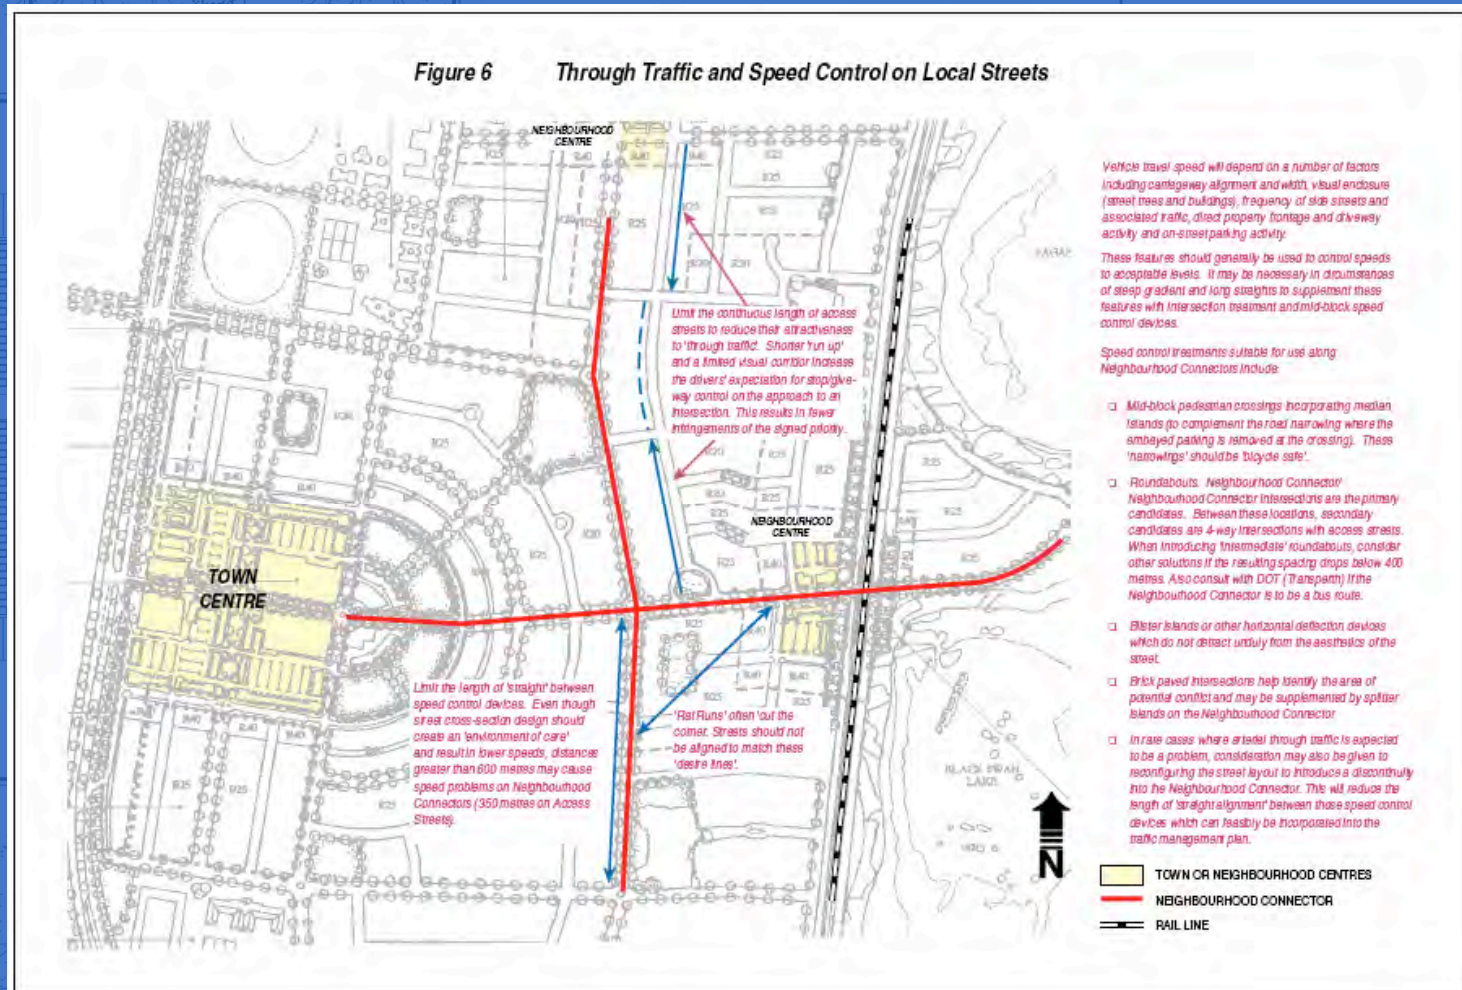 Figure 6 Through Traffic and Speed Control on Local Streets
NEIGHBOURHOOD
CENTRE
Vehicle travel speed will depend on a number of factors
including carriageway alignment and width, visual enclosure
(street trees and buildings), frequency of side streets and
associated traffic, direct property frontage and driveway
activity and on-street parking activity.
These features should generally be used to control speeds
to acceptable levels. It may be necessary in circumstances
of steep gradient and long straights to supplement these
features with intersection treatment and mid-block speed
control devices.
Speed control treatments suitable for use along
Neighbourhood Connectors include:
Mid-block pedestrian crossings incorporating median
islands (to complement the road narrowing where the
embayed parking is removed at the crossing). These
'narrowings' should be 'bicycle safe'.
Roundabouts. Neighbourhood Connector/
Neighbourhood Connector intersections are the primary
candidates. Between these locations, secondary
candidates are 4-way intersections with access streets.
When introducing 'intermediate' roundabouts, consider
other solutions if the resulting spacing drops below 400
metres. Also consult with DOT (Transperth) if the
Neighbourhood Connector is to be a bus route.
Blister islands or other horizontal deflection devices
which do not detract unduly from the aesthetics of the
street.
Brick paved intersections help identify the area of
potential conflict and may be supplemented by splitter
islands on the Neighbourhood Connector
In rare cases where arterial through traffic is expected
to be a problem, consideration may also be given to
reconfiguring the street layout to introduce a discontinuity
into the Neighbourhood Connector. This will reduce the
length of 'straight alignment' between those speed control
devices which can feasibly be incorporated into the
traffic management plan.
Limit the continuous length of access
streets to reduce their attractiveness
to 'through traffic'. Shorter 'run up'
and a limited visual corridor increase
the drivers' expectation for stop/give-
way control on the approach to an
intersection. This results in fewer
infringements of the signed priority.
NEIGHBOURHOOD
CENTRE
TOWN
CENTRE
Limit the length of 'straight' between
speed control devices. Even though
street cross-section design should
create an 'environment of care'
and result in lower speeds, distances
greater than 600 metres may cause
speed problems on Neighbourhood
Connectors (350 metres on Access
Streets).
'Rat Runs' often 'cut the
corner. Streets should not
be aligned to match these
'desire lines'.
BLACK SWAN
LAKE
N
TOWN OR NEIGHBOURHOOD CENTRES
NEIGHBOURHOOD CONNECTOR
RAIL LINE